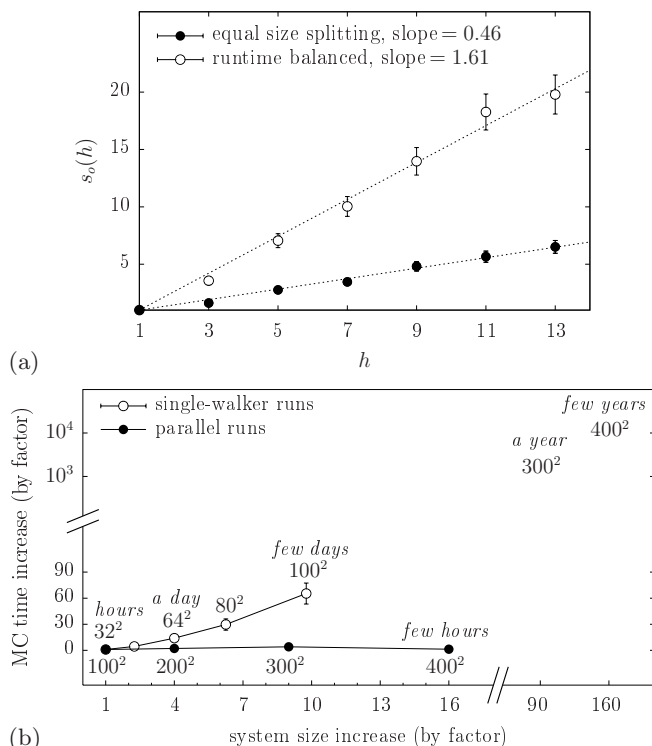 equal size splitting, slope = 0.46
runtime balanced, slope = 1.61
20
15
10
5
s_o(h)
1 3 5 7 9 11 13
h
(a)
single-walker runs
parallel runs
few years
400²
a year
300²
10⁴
10³
MC time increase (by factor)
90
60
30
0
few days
100²
hours
32²
a day
64²
80²
few hours
100² 200² 300² 400²
1 4 7 10 13 16 90 160
system size increase (by factor)
(b)